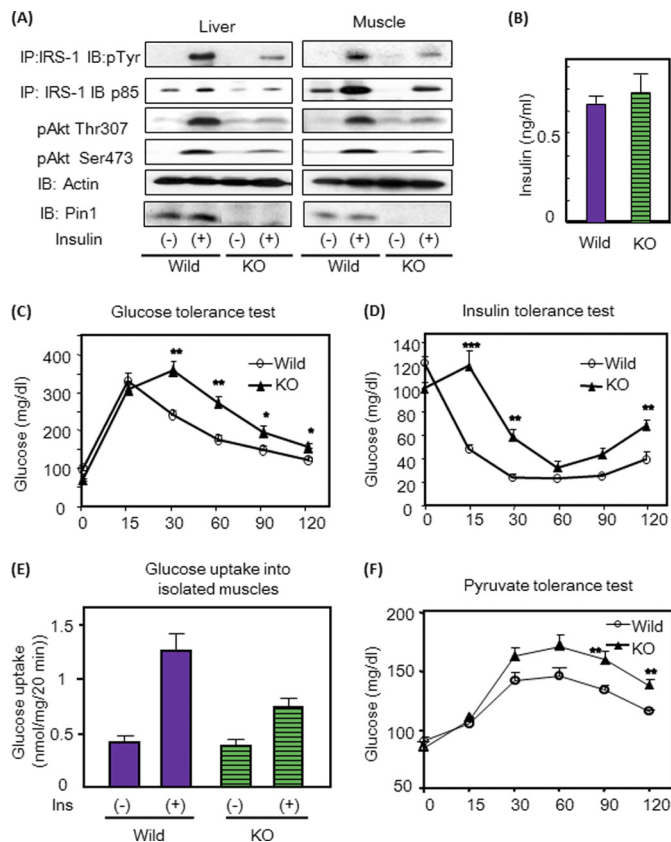 (A)
Liver
Muscle
IP:IRS-1 IB:pTyr
IP: IRS-1 IB p85
pAkt Thr307
pAkt Ser473
IB: Actin
IB: Pin1
Insulin (-) (+) (-) (+) (-) (+) (-) (+)
Wild KO Wild KO
(B)
Insulin (ng/ml)
0.5
0
Wild KO
(C) Glucose tolerance test
Glucose (mg/dl)
400
300
200
100
0
0 15 30 60 90 120
Wild
KO
** ** * *
(D) Insulin tolerance test
Glucose (mg/dl)
140
120
100
80
60
40
20
0 15 30 60 90 120
Wild
KO
*** ** **
(E) Glucose uptake into
isolated muscles
Glucose uptake
(nmol/mg/20 min))
1.5
1
0.5
0
Ins (-) (+) (-) (+)
Wild KO
(F) Pyruvate tolerance test
Glucose (mg/dl)
200
150
100
50
0 15 30 60 90 120
Wild
KO
** **